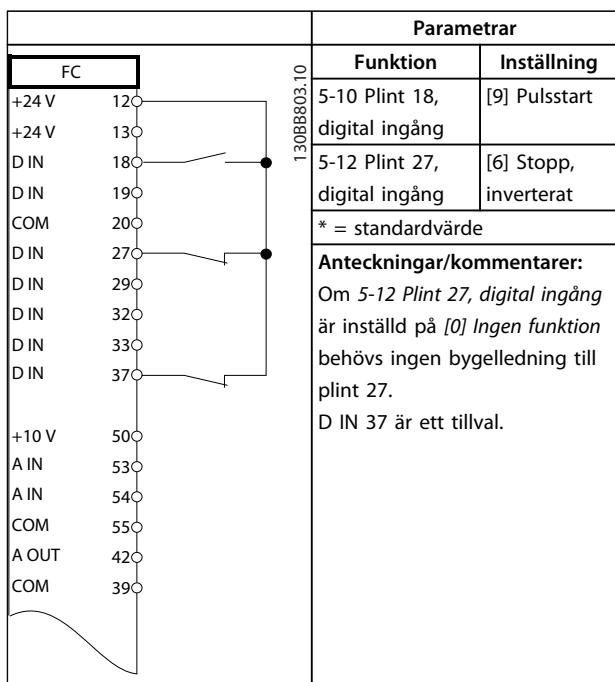 Parametrar
Funktion Inställning
5-10 Plint 18,
digital ingång
[9] Pulsstart
5-12 Plint 27,
digital ingång
[6] Stopp,
inverterat
* = standardvärde
Anteckningar/kommentarer:
Om 5-12 Plint 27, digital ingång
är inställd på [0] Ingen funktion
behövs ingen bygelledning till
plint 27.
D IN 37 är ett tillval.
FC
+24 V 12
+24 V 13
D IN 18
D IN 19
COM 20
D IN 27
D IN 29
D IN 32
D IN 33
D IN 37
+10 V 50
A IN 53
A IN 54
COM 55
A OUT 42
COM 39
130BB803.10